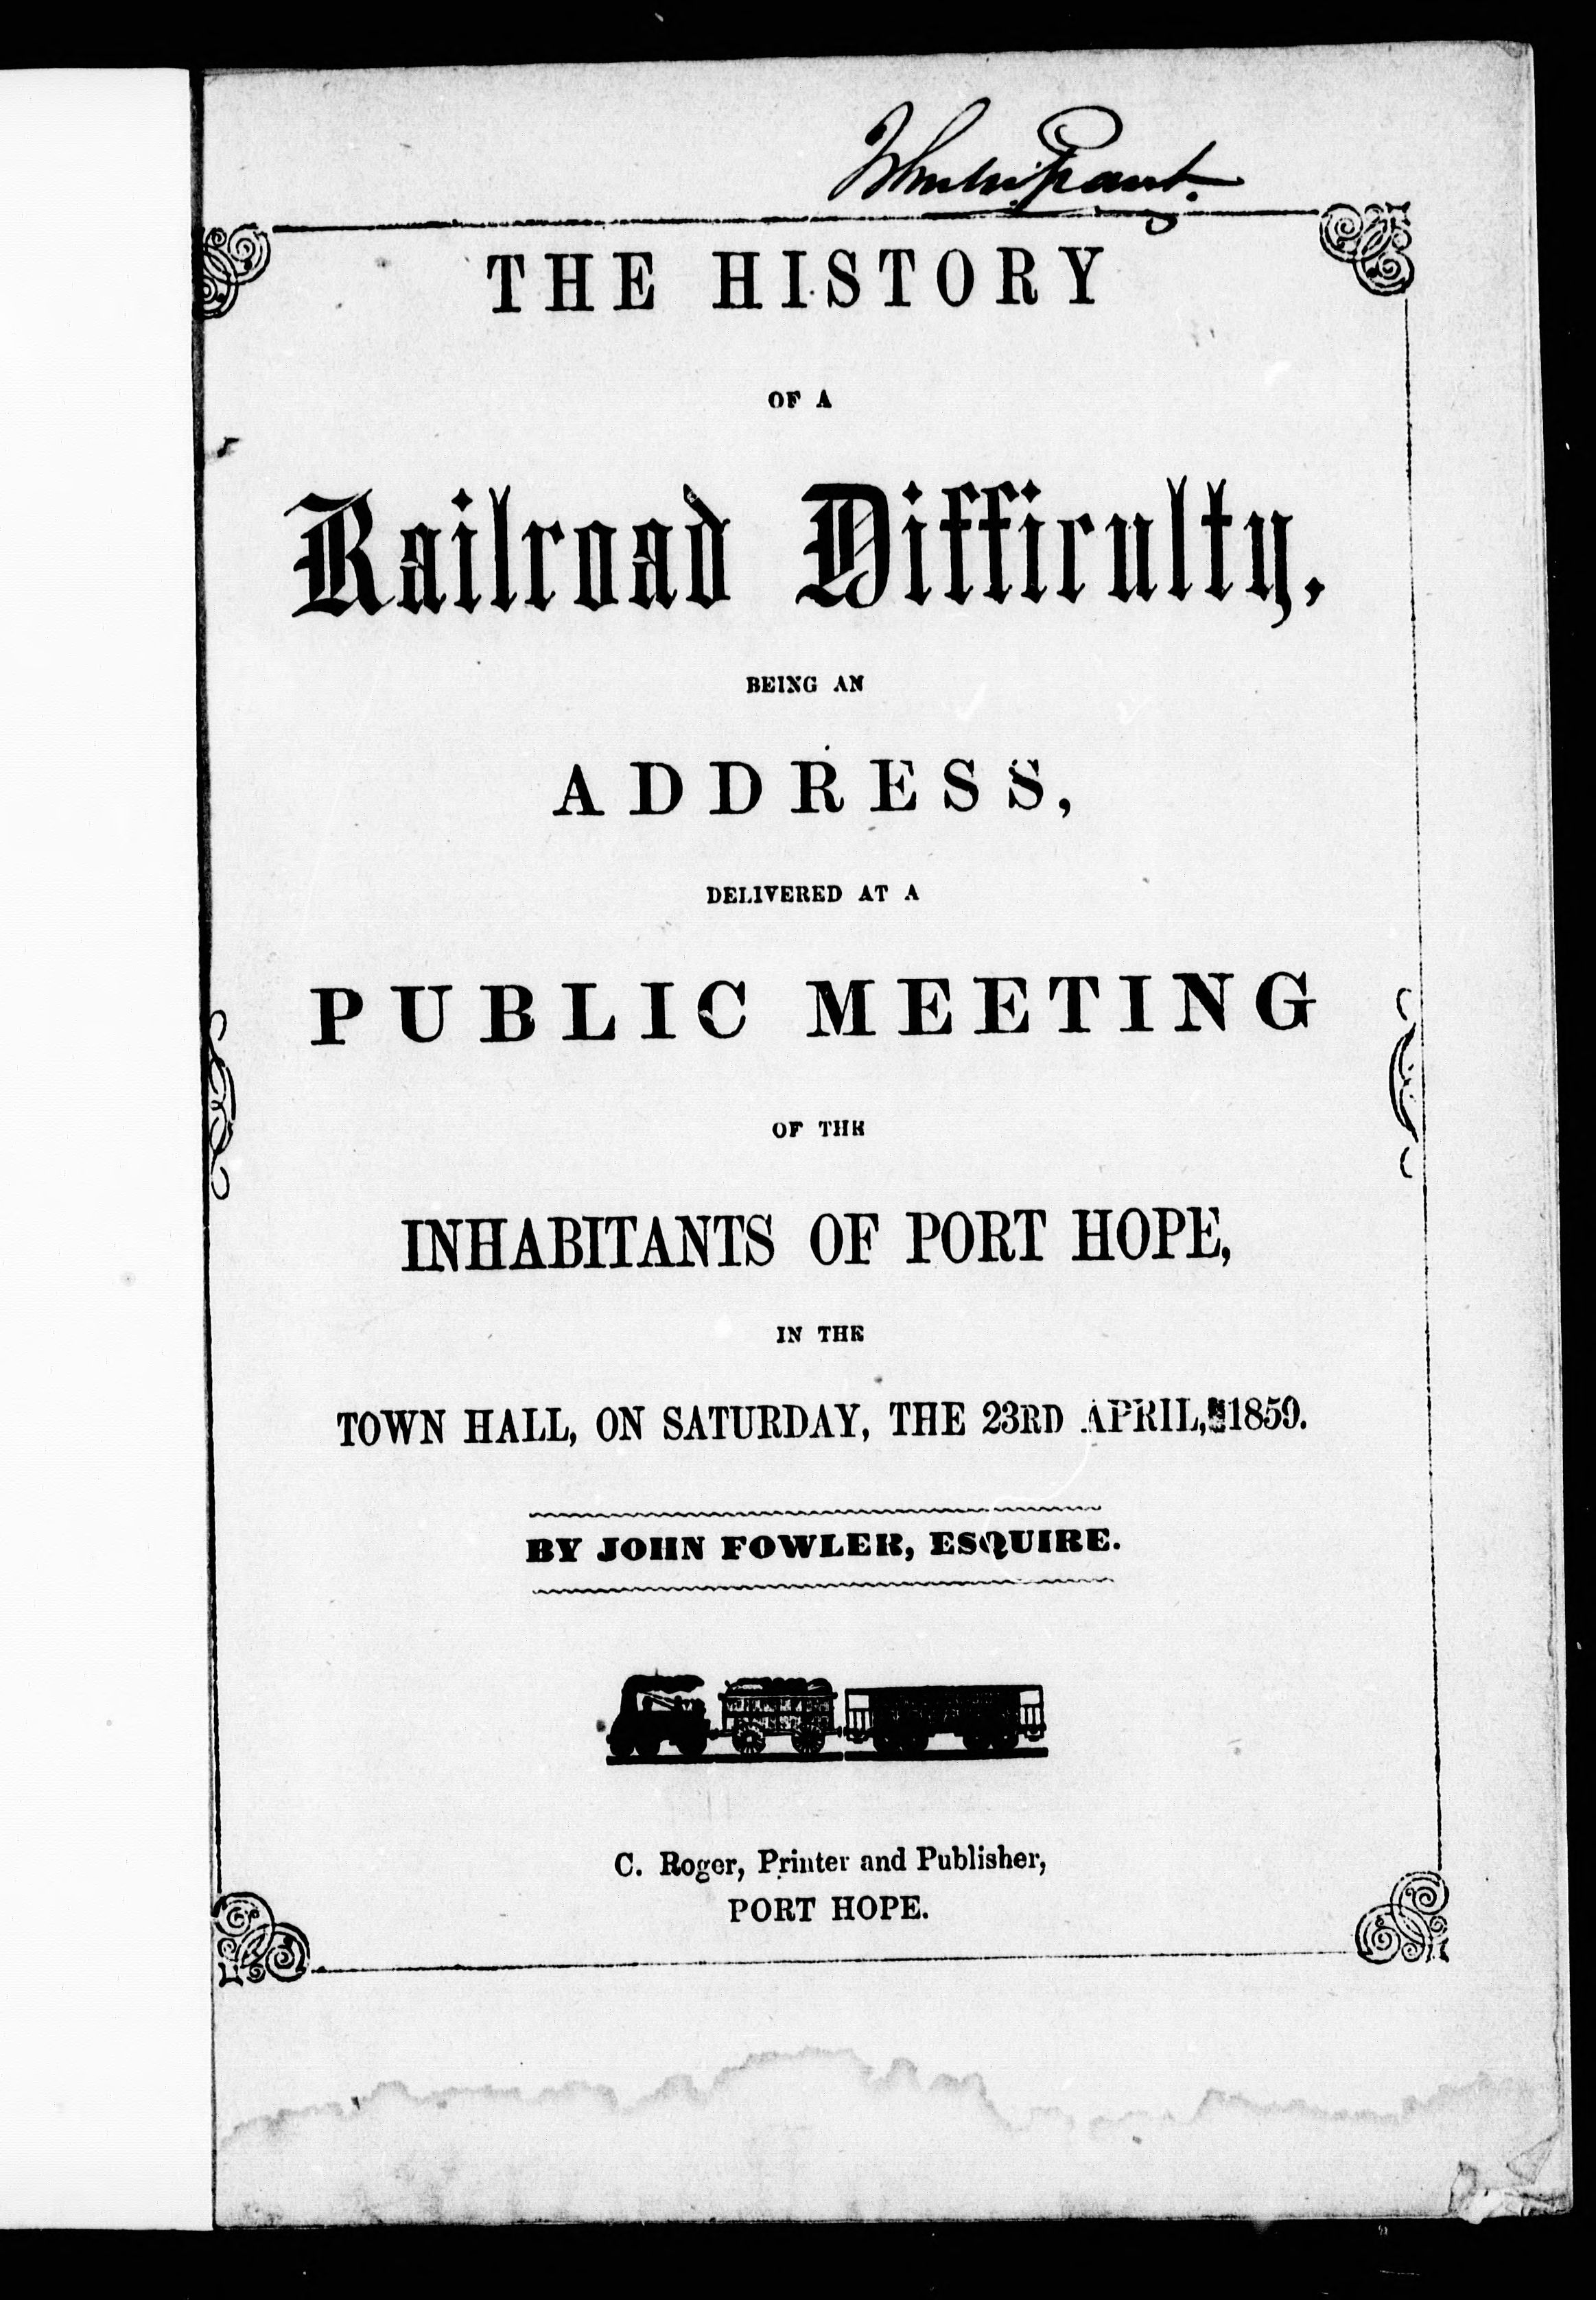 THE HISTORY
OF A
Railroad Difficulty,
BEING AN
ADDRESS,
DELIVERED AT A
PUBLIC MEETING
OF THE
INHABITANTS OF PORT HOPE,
IN THE
TOWN HALL, ON SATURDAY, THE 23RD APRIL, 1859.
BY JOHN FOWLER, ESQUIRE.
C. Roger, Printer and Publisher,
PORT HOPE.